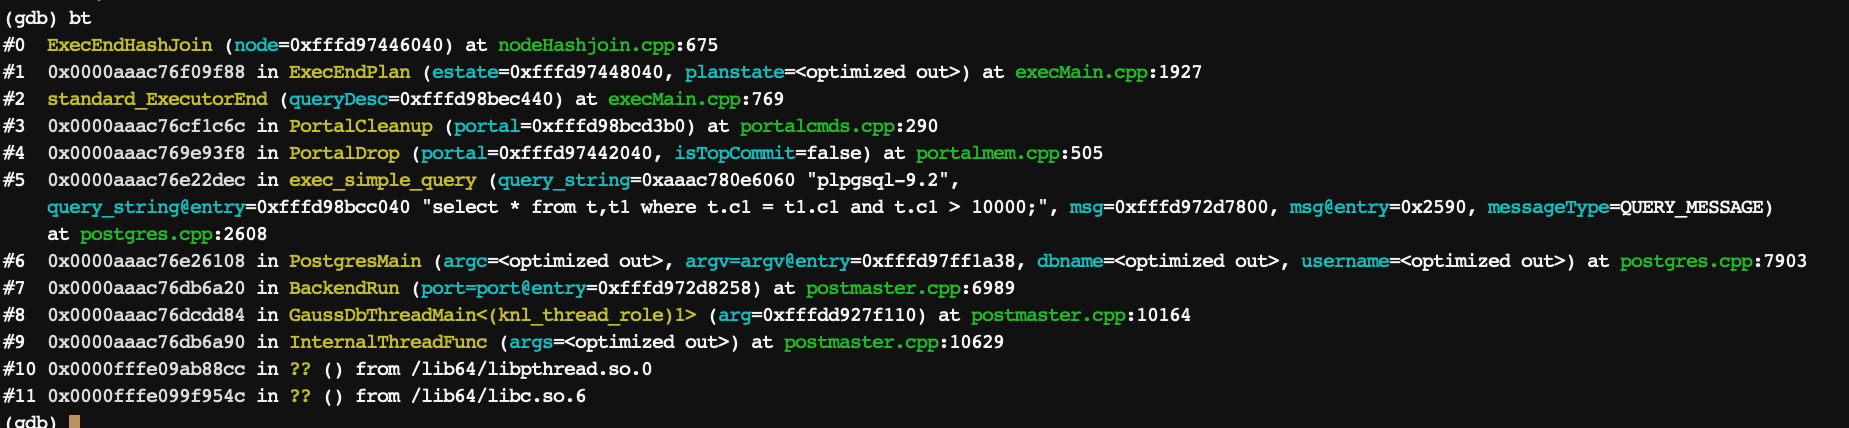 (gdb) bt
#0  ExecEndHashJoin (node=0xfffd97446040) at nodeHashjoin.cpp:675
#1  0x0000aaac76f09f88 in ExecEndPlan (estate=0xfffd97448040, planstate=<optimized out>) at execMain.cpp:1927
#2  standard_ExecutorEnd (queryDesc=0xfffd98bec440) at execMain.cpp:769
#3  0x0000aaac76cf1c6c in PortalCleanup (portal=0xfffd98bcd3b0) at portalcmds.cpp:290
#4  0x0000aaac769e93f8 in PortalDrop (portal=0xfffd97442040, isTopCommit=false) at portalmem.cpp:505
#5  0x0000aaac76e22dec in exec_simple_query (query_string=0xaaac780e6060 "plpgsql-9.2",
    query_string@entry=0xfffd98bcc040 "select * from t,t1 where t.c1 = t1.c1 and t.c1 > 10000;", msg=0xfffd972d7800, msg@entry=0x2590, messageType=QUERY_MESSAGE)
    at postgres.cpp:2608
#6  0x0000aaac76e26108 in PostgresMain (argc=<optimized out>, argv=argv@entry=0xfffd97ff1a38, dbname=<optimized out>, username=<optimized out>) at postgres.cpp:7903
#7  0x0000aaac76db6a20 in BackendRun (port=port@entry=0xfffd972d8258) at postmaster.cpp:6989
#8  0x0000aaac76dcdd84 in GaussDbThreadMain<(knl_thread_role)1> (arg=0xfffdd927f110) at postmaster.cpp:10164
#9  0x0000aaac76db6a90 in InternalThreadFunc (args=<optimized out>) at postmaster.cpp:10629
#10 0x0000fffe09ab88cc in ?? () from /lib64/libpthread.so.0
#11 0x0000fffe099f954c in ?? () from /lib64/libc.so.6
(gdb)